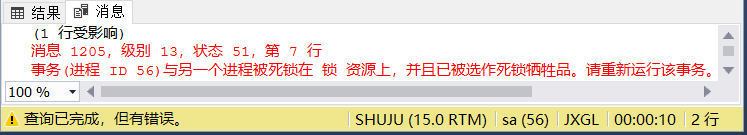 结果 消息
(1 行受影响)
消息 1205，级别 13，状态 51，第 7 行
事务(进程 ID 56)与另一个进程被死锁在 锁 资源上，并且已被选作死锁牺牲品。请重新运行该事务。
100 %
查询已完成，但有错误。 SHUJU (15.0 RTM) sa (56) JXGL 00:00:10 2 行